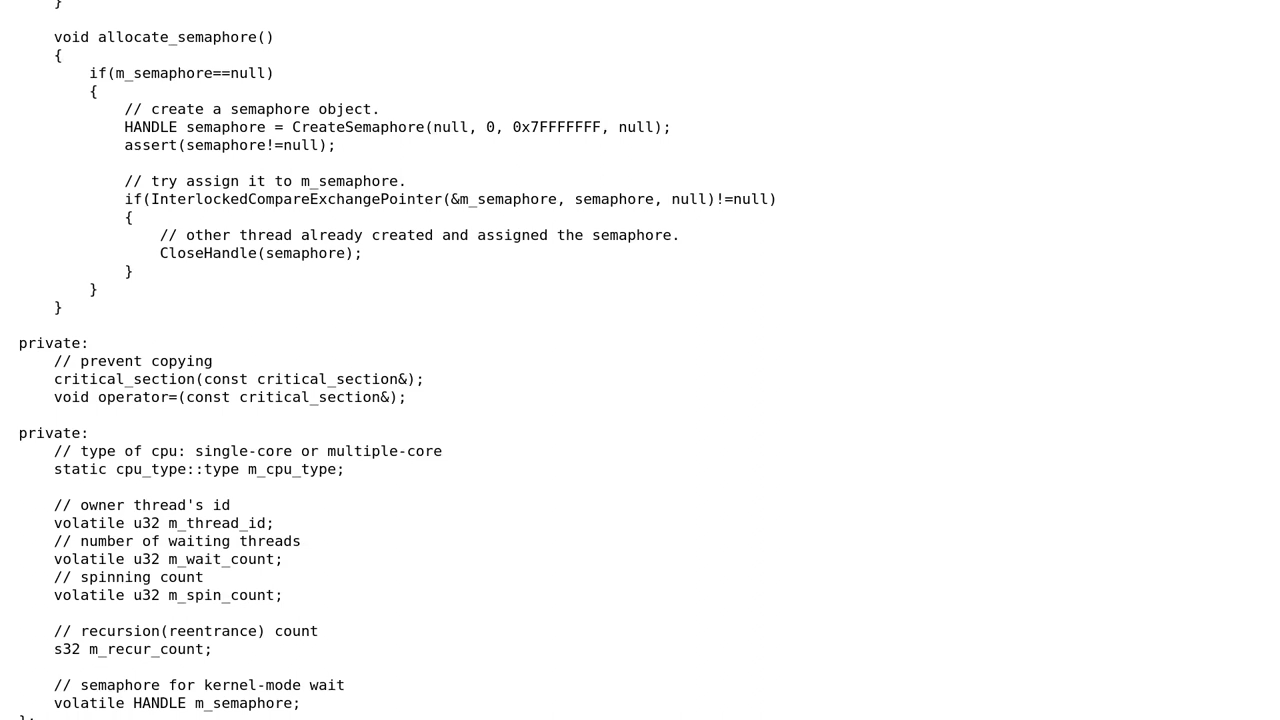 }
void allocate_semaphore()
{
if(m_semaphore==null)
{
// create a semaphore object.
HANDLE semaphore = CreateSemaphore(null, 0, 0x7FFFFFFF, null);
assert(semaphore!=null);
// try assign it to m_semaphore.
if(InterlockedCompareExchangePointer(&m_semaphore, semaphore, null)!=null)
{
// other thread already created and assigned the semaphore.
CloseHandle(semaphore);
}
}
}
private:
// prevent copying
critical_section(const critical_section&);
void operator=(const critical_section&);
private:
// type of cpu: single-core or multiple-core
static cpu_type::type m_cpu_type;
// owner thread's id
volatile u32 m_thread_id;
// number of waiting threads
volatile u32 m_wait_count;
// spinning count
volatile u32 m_spin_count;
// recursion(reentrance) count
s32 m_recur_count;
// semaphore for kernel-mode wait
volatile HANDLE m_semaphore;
};